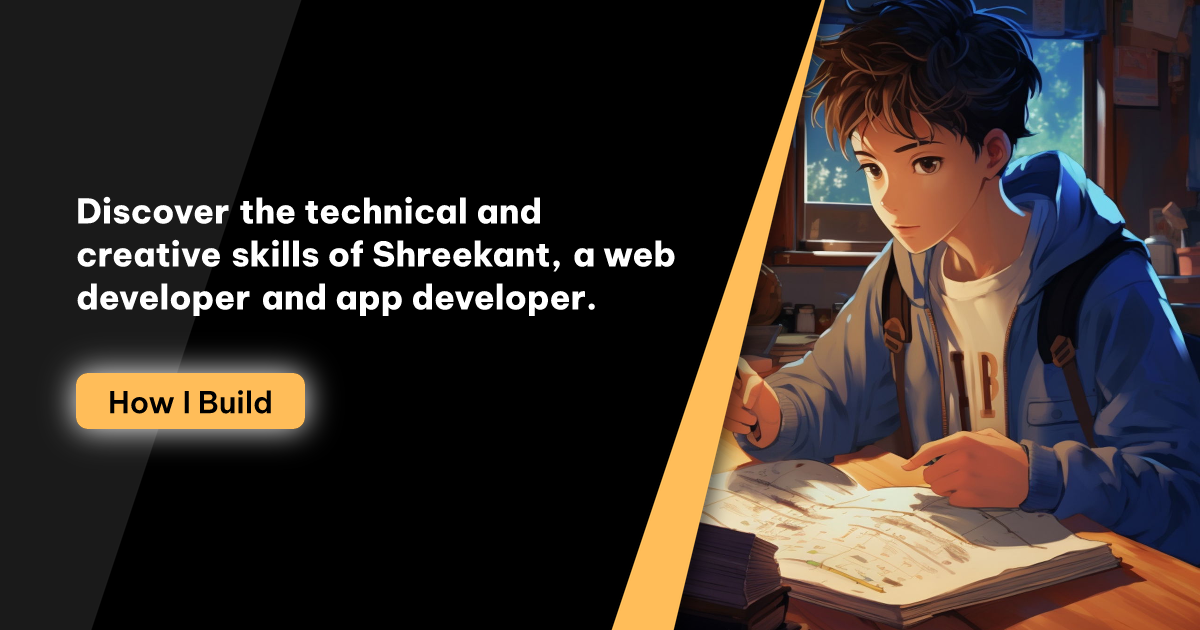 Discover the technical and
creative skills of Shreekant, a web
developer and app developer.
How I Build